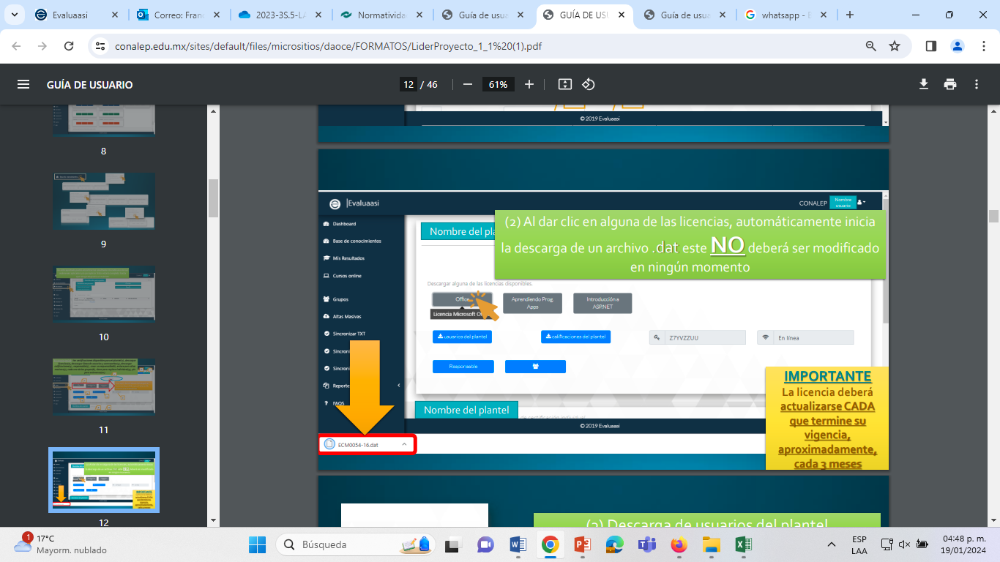 Evaluaasi
Correo: Fran
2023-3S.5-LA
Normativida
Guía de usua
GUÍA DE US
Guía de usua
whatsapp - E
conalep.edu.mx/sites/default/files/micrositios/daoce/FORMATOS/LiderProyecto_1_1%20(1).pdf
GUÍA DE USUARIO
12 / 46
61%
8
9
10
11
12
© 2019 Evaluaasi
|Evaluaasi
CONALEP
Nombre usuario
Dashboard
Base de conocimientos
Mis Resultados
Cursos online
Grupos
Altas Masivas
Sincronizar TXT
Sincroni
Sincroni
Reporte
FAQS
Nombre del pla
(2) Al dar clic en alguna de las licencias, automáticamente inicia
la descarga de un archivo .dat este NO deberá ser modificado
en ningún momento
Descargar alguna de las licencias disponibles.
Office
Aprendiendo Prog. Apps
Introducción a ASP.NET
Licencia Microsoft O
usuarios del plantel
calificaciones del plantel
Z7YVZZUU
En línea
Responsable
Nombre del plantel
de certificación individual
© 2019 Evaluaasi
ECM0054-16.dat
IMPORTANTE
La licencia deberá
actualizarse CADA
que termine su
vigencia,
aproximadamente,
cada 3 meses
(3) Descarga de usuarios del plantel
1
17°C
Mayorm. nublado
Búsqueda
ESP
LAA
04:48 p. m.
19/01/2024